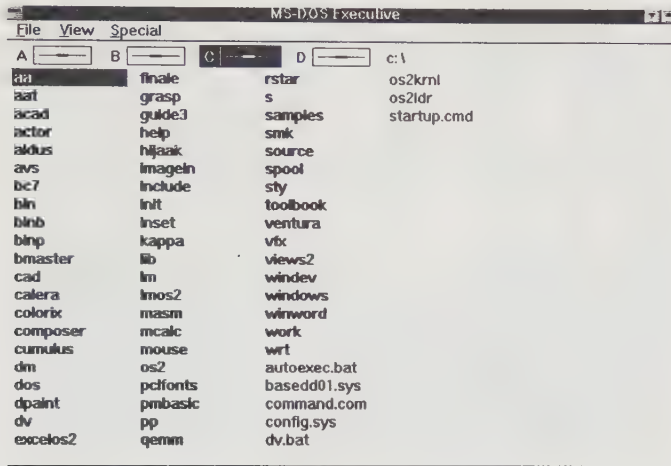 MS-DOS Executive
File View Special
A B C D c:\
aa finale rstar os2krnl
aat grasp s os2ldr
acad guide3 samples startup.cmd
actor help smk
aldus hijaak source
avs imagein spool
bc7 include sty
bin init toolbook
binb inset ventura
binp kappa vfx
bmaster lib views2
cad lm windev
calera lmos2 windows
colorix masm winword
composer mcalc work
cumulus mouse wrt
dm os2 autoexec.bat
dos pclfonts basedd01.sys
dpaint pmbasic command.com
dv pp config.sys
excelos2 qemm dv.bat